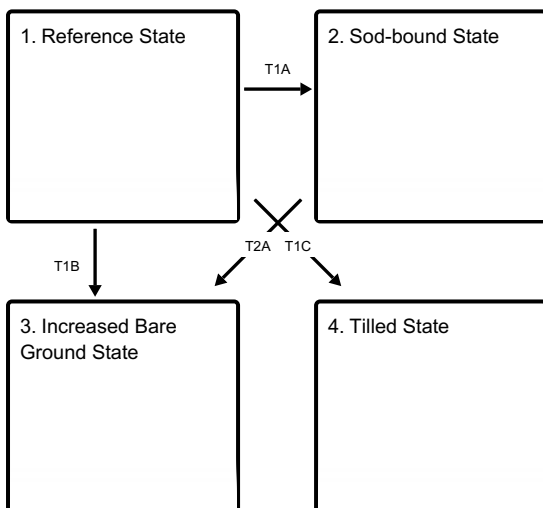 1. Reference State
2. Sod-bound State
T1A
T2A
T1C
T1B
3. Increased Bare
Ground State
4. Tilled State